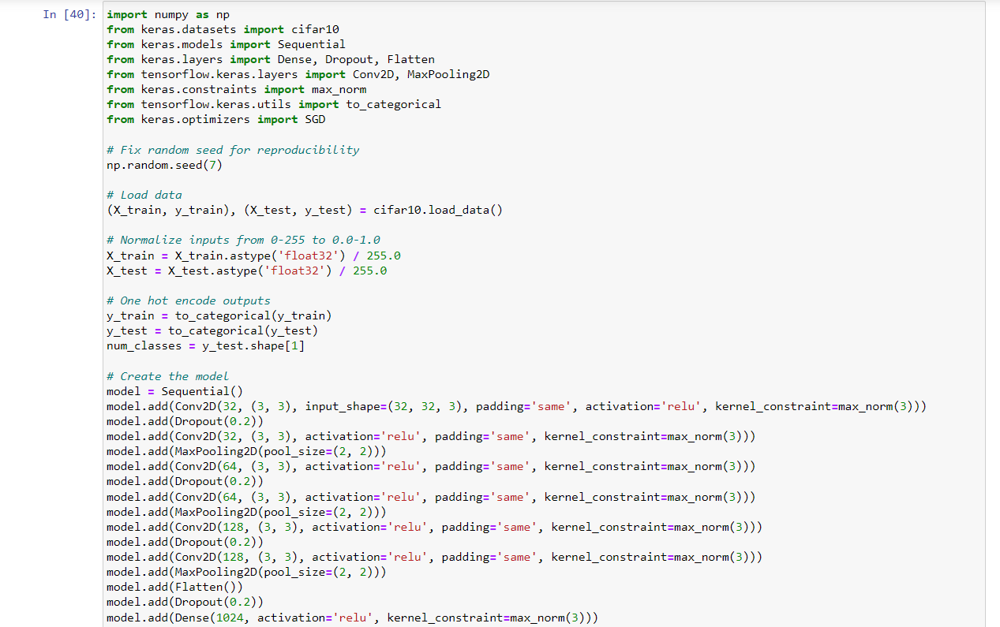 In [40]: import numpy as np
from keras.datasets import cifar10
from keras.models import Sequential
from keras.layers import Dense, Dropout, Flatten
from tensorflow.keras.layers import Conv2D, MaxPooling2D
from keras.constraints import max_norm
from tensorflow.keras.utils import to_categorical
from keras.optimizers import SGD

# Fix random seed for reproducibility
np.random.seed(7)

# Load data
(X_train, y_train), (X_test, y_test) = cifar10.load_data()

# Normalize inputs from 0-255 to 0.0-1.0
X_train = X_train.astype('float32') / 255.0
X_test = X_test.astype('float32') / 255.0

# One hot encode outputs
y_train = to_categorical(y_train)
y_test = to_categorical(y_test)
num_classes = y_test.shape[1]

# Create the model
model = Sequential()
model.add(Conv2D(32, (3, 3), input_shape=(32, 32, 3), padding='same', activation='relu', kernel_constraint=max_norm(3)))
model.add(Dropout(0.2))
model.add(Conv2D(32, (3, 3), activation='relu', padding='same', kernel_constraint=max_norm(3)))
model.add(MaxPooling2D(pool_size=(2, 2)))
model.add(Conv2D(64, (3, 3), activation='relu', padding='same', kernel_constraint=max_norm(3)))
model.add(Dropout(0.2))
model.add(Conv2D(64, (3, 3), activation='relu', padding='same', kernel_constraint=max_norm(3)))
model.add(MaxPooling2D(pool_size=(2, 2)))
model.add(Conv2D(128, (3, 3), activation='relu', padding='same', kernel_constraint=max_norm(3)))
model.add(Dropout(0.2))
model.add(Conv2D(128, (3, 3), activation='relu', padding='same', kernel_constraint=max_norm(3)))
model.add(MaxPooling2D(pool_size=(2, 2)))
model.add(Flatten())
model.add(Dropout(0.2))
model.add(Dense(1024, activation='relu', kernel_constraint=max_norm(3)))